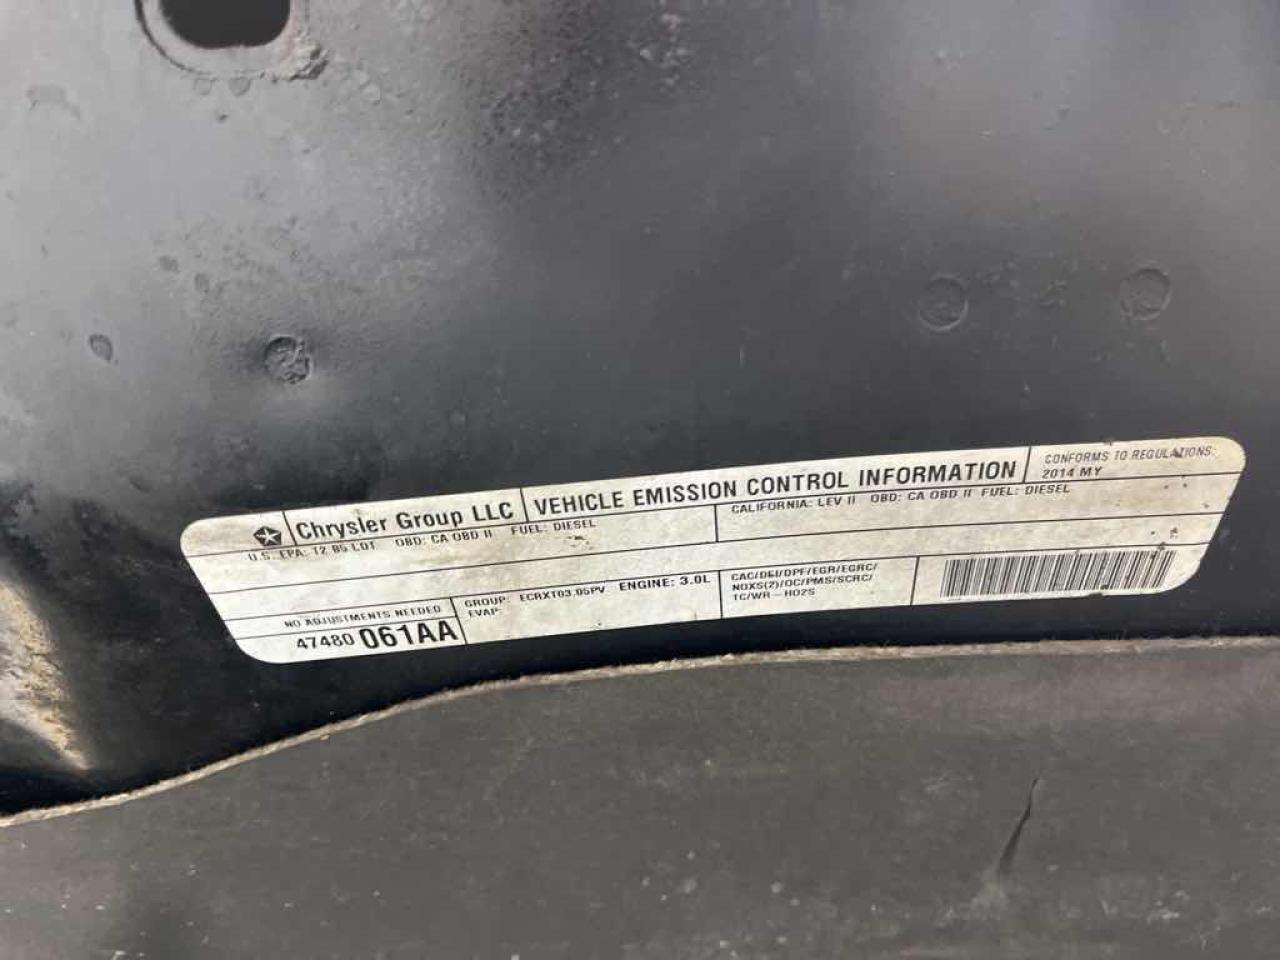 Chrysler Group LLC
VEHICLE EMISSION CONTROL INFORMATION
CONFORMS TO REGULATIONS:
2014 MY
U.S. EPA: T2 B5 LDT OBD: CA OBD II FUEL: DIESEL
CALIFORNIA: LEV II OBD: CA OBD II FUEL: DIESEL
NO ADJUSTMENTS NEEDED
47480 061AA
GROUP: ECRXT03.05PV ENGINE: 3.0L
EVAP:
CAC/DFI/DPF/EGR/EGRC/
NOXS(2)/OC/PMS/SCRC/
TC/WR-HO2S